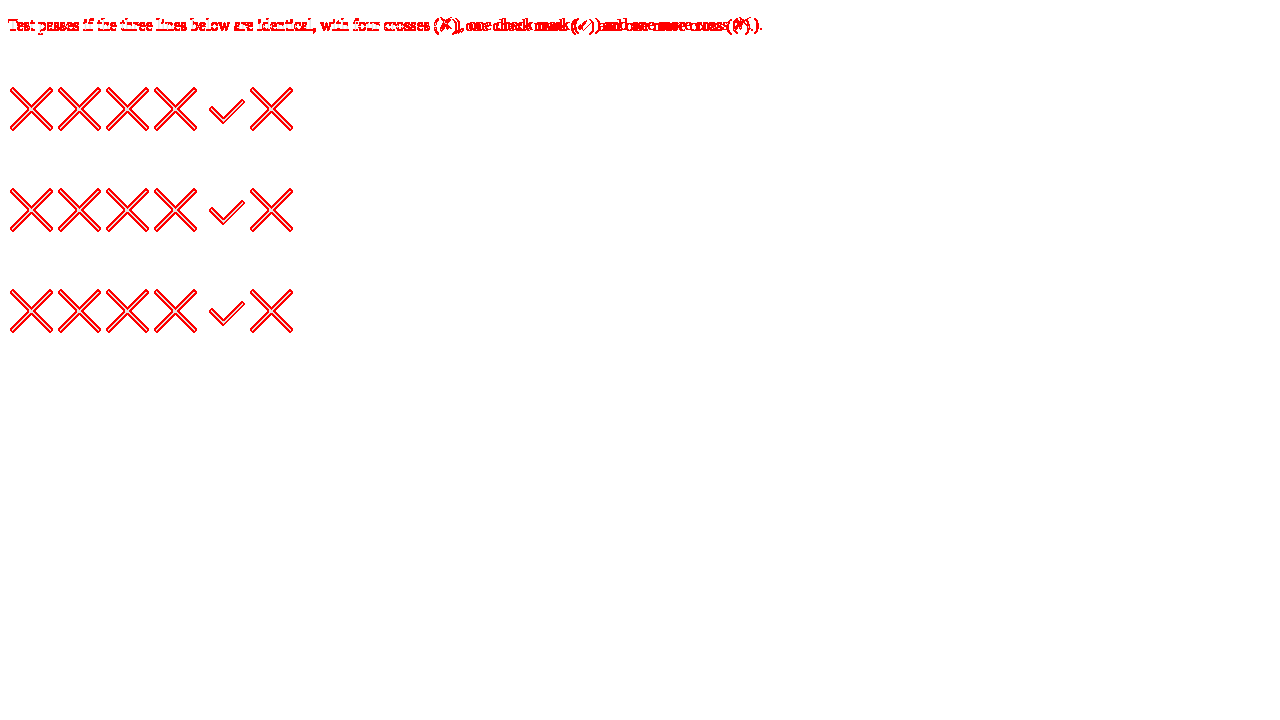 Test passes if the three lines below are identical, with four crosses (✘), one check mark (✓) and one more cross (✘).
✘✘✘✘✓✘
✘✘✘✘✓✘
✘✘✘✘✓✘